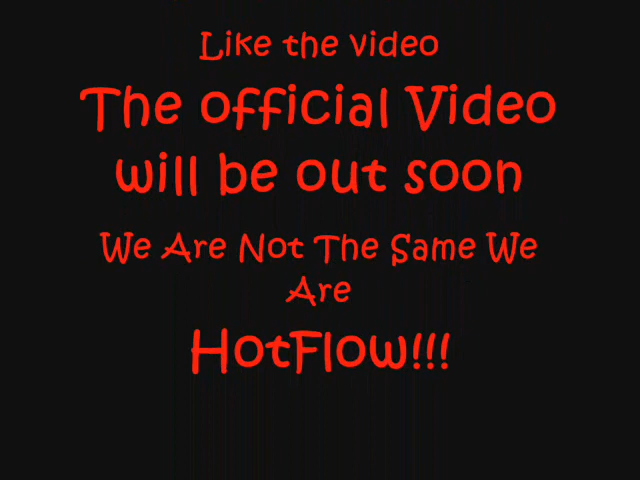 Like the video
The official Video
will be out soon
We Are Not The Same We
Are
HotFlow!!!